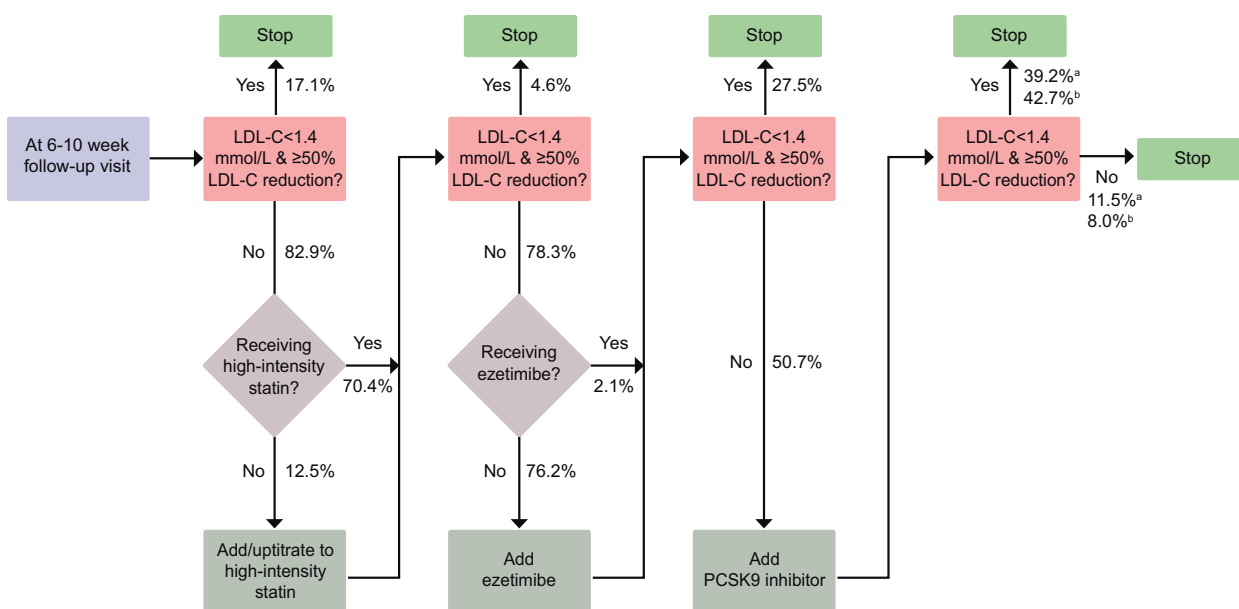 Stop
Stop
Stop
Stop
Yes
17.1%
Yes
4.6%
Yes
27.5%
Yes
39.2%ᵃ
42.7%ᵇ
At 6-10 week
follow-up visit
LDL-C<1.4
mmol/L & ≥50%
LDL-C reduction?
LDL-C<1.4
mmol/L & ≥50%
LDL-C reduction?
LDL-C<1.4
mmol/L & ≥50%
LDL-C reduction?
LDL-C<1.4
mmol/L & ≥50%
LDL-C reduction?
Stop
No
11.5%ᵃ
8.0%ᵇ
No
82.9%
No
78.3%
Receiving
high-intensity
statin?
Yes
70.4%
Receiving
ezetimibe?
Yes
2.1%
No
50.7%
No
12.5%
No
76.2%
Add/uptitrate to
high-intensity
statin
Add
ezetimibe
Add
PCSK9 inhibitor